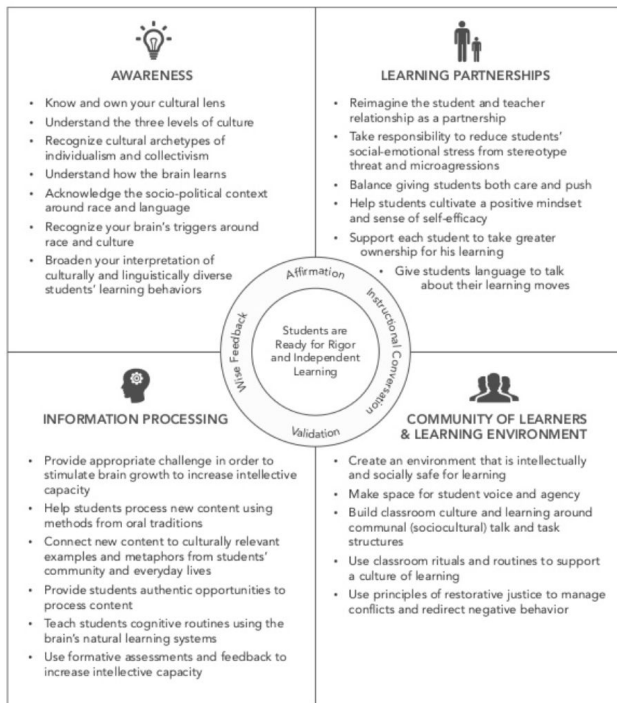 AWARENESS
• Know and own your cultural lens
• Understand the three levels of culture
• Recognize cultural archetypes of
individualism and collectivism
• Understand how the brain learns
• Acknowledge the socio-political context
around race and language
• Recognize your brain's triggers around
race and culture
• Broaden your interpretation of
culturally and linguistically diverse
students' learning behaviors
LEARNING PARTNERSHIPS
• Reimagine the student and teacher
relationship as a partnership
• Take responsibility to reduce students'
social-emotional stress from stereotype
threat and microagressions
• Balance giving students both care and push
• Help students cultivate a positive mindset
and sense of self-efficacy
• Support each student to take greater
ownership for his learning
• Give students language to talk
about their learning moves
Affirmation
Instructional Conversation
Validation
Wise Feedback
Students are
Ready for Rigor
and Independent
Learning
INFORMATION PROCESSING
• Provide appropriate challenge in order to
stimulate brain growth to increase intellective
capacity
• Help students process new content using
methods from oral traditions
• Connect new content to culturally relevant
examples and metaphors from students'
community and everyday lives
• Provide students authentic opportunities to
process content
• Teach students cognitive routines using the
brain's natural learning systems
• Use formative assessments and feedback to
increase intellective capacity
COMMUNITY OF LEARNERS
& LEARNING ENVIRONMENT
• Create an environment that is intellectually
and socially safe for learning
• Make space for student voice and agency
• Build classroom culture and learning around
communal (sociocultural) talk and task
structures
• Use classroom rituals and routines to support
a culture of learning
• Use principles of restorative justice to manage
conflicts and redirect negative behavior